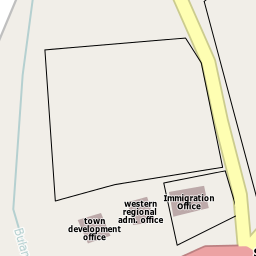 Immigration
Office
western
regional
adm. office
town
development
office